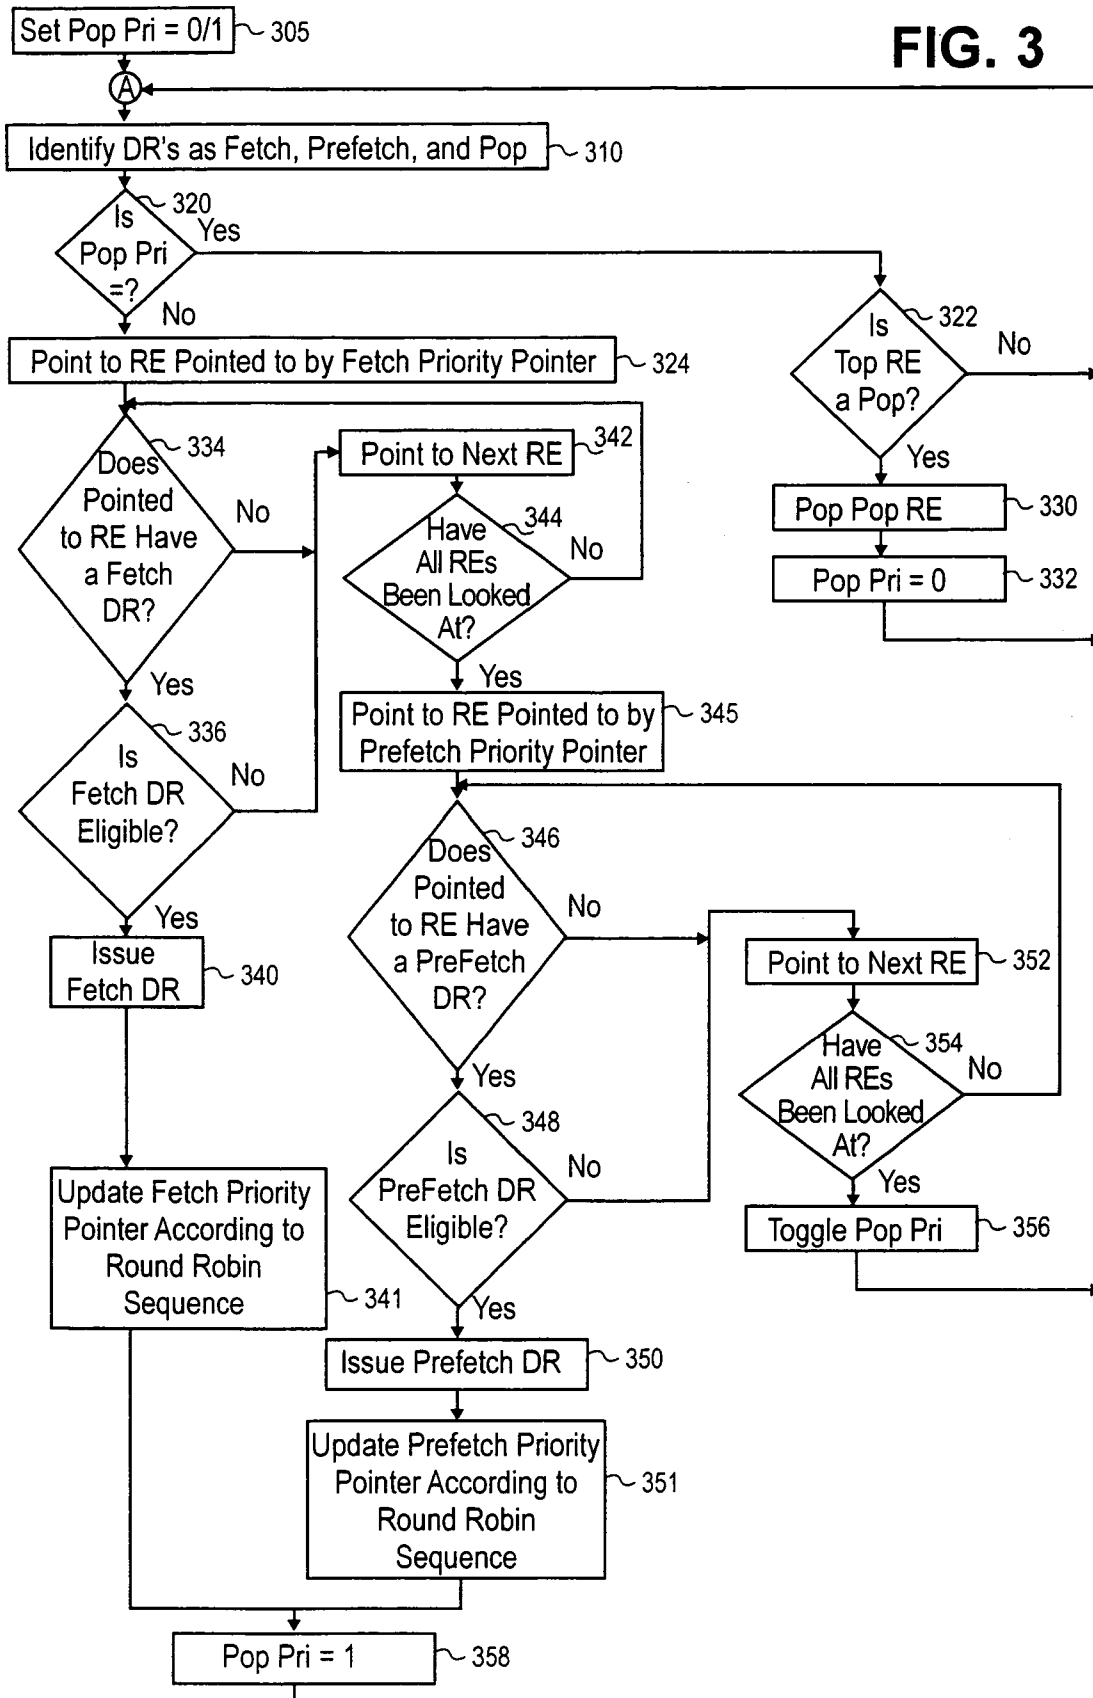 Set Pop Pri = 0/1
305
FIG. 3
A
Identify DR's as Fetch, Prefetch, and Pop
310
320
Is
Pop Pri
=?
Yes
No
322
Is
Top RE
a Pop?
No
Yes
Point to RE Pointed to by Fetch Priority Pointer
324
334
Does
Pointed
to RE Have
a Fetch
DR?
No
Yes
Point to Next RE
342
344
Have
All REs
Been Looked
At?
No
Yes
Pop Pop RE
330
Pop Pri = 0
332
336
Is
Fetch DR
Eligible?
No
Yes
Point to RE Pointed to by
Prefetch Priority Pointer
345
346
Does
Pointed
to RE Have
a PreFetch
DR?
No
Yes
Issue
Fetch DR
340
Point to Next RE
352
354
Have
All REs
Been Looked
At?
No
Yes
348
Is
PreFetch DR
Eligible?
No
Yes
Toggle Pop Pri
356
Update Fetch Priority
Pointer According to
Round Robin
Sequence
341
Issue Prefetch DR
350
Update Prefetch Priority
Pointer According to
Round Robin
Sequence
351
Pop Pri = 1
358